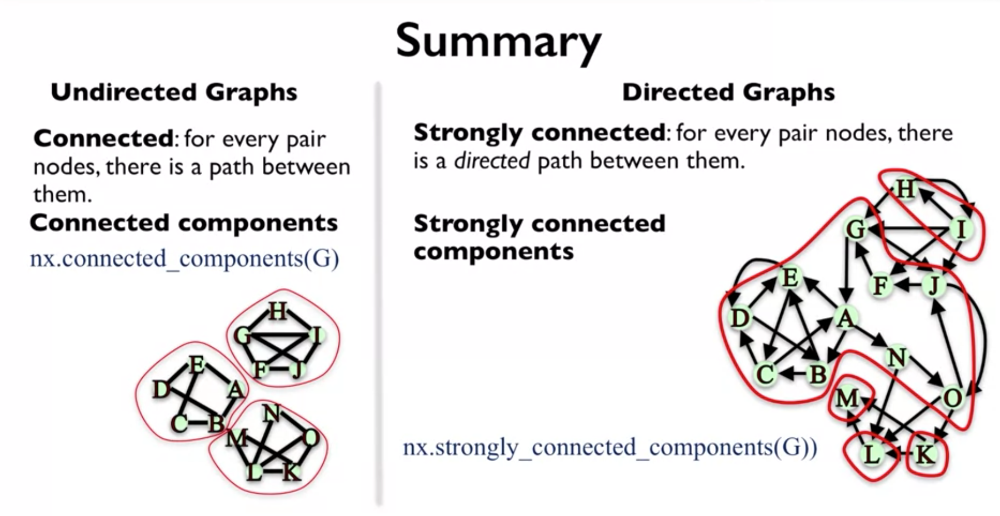 Summary
Undirected Graphs
Connected: for every pair
nodes, there is a path between
them.
Connected components
nx.connected_components(G)
H
G I
F J
E
D A
C B
N
M O
L K
Directed Graphs
Strongly connected: for every pair nodes, there
is a directed path between them.
Strongly connected
components
nx.strongly_connected_components(G))
H
G I
E F J
D A
N
C B
M O
L K